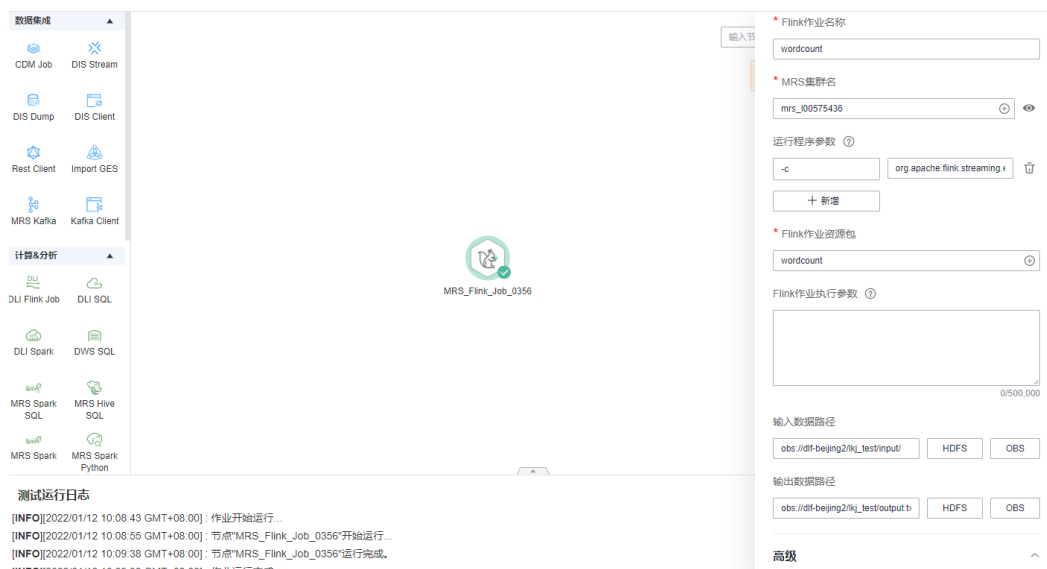 数据集成
CDM Job
DIS Stream
DIS Dump
DIS Client
Rest Client
Import GES
MRS Kafka
Kafka Client
计算&分析
DLI
DLI Flink Job
DLI SQL
DLI Spark
DWS SQL
MRS Spark
SQL
MRS Hive
SQL
MRS Spark
MRS Spark
Python
输入节
MRS_Flink_Job_0356
* Flink作业名称
wordcount
* MRS集群名
mrs_l00575436
运行程序参数
-c
org.apache.flink.streaming.e
+ 新增
* Flink作业资源包
wordcount
Flink作业执行参数
0/500,000
输入数据路径
obs://dlf-beijing2/lkj_test/input/
HDFS
OBS
输出数据路径
obs://dlf-beijing2/lkj_test/output.t
HDFS
OBS
高级
测试运行日志
[INFO][2022/01/12 10:08:43 GMT+08:00] : 作业开始运行...
[INFO][2022/01/12 10:08:55 GMT+08:00] : 节点"MRS_Flink_Job_0356"开始运行...
[INFO][2022/01/12 10:09:38 GMT+08:00] : 节点"MRS_Flink_Job_0356"运行完成。